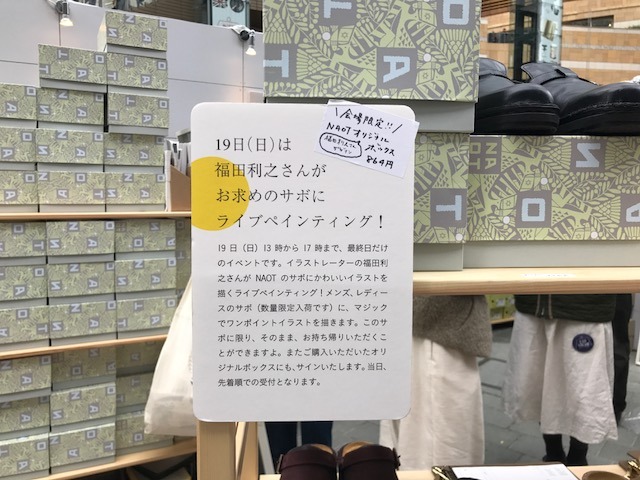 会場限定!!
NAOTオリジナル
ボックス
864円
19日(日)は
福田利之さんが
お求めのサボに
ライブペインティング！
19日（日）13時から17時まで、最終日だけ
のイベントです。イラストレーターの福田利
之さんが NAOT のサボにかわいいイラストを
描くライブペインティング！メンズ、レディー
スのサボ（数量限定入荷です）に、マジック
でワンポイントイラストを描きます。このサ
ボに限り、そのまま、お持ち帰りいただくこ
とができますよ。またご購入いただいたオリ
ジナルボックスにも、サインいたします。当日、
先着順での受付となります。
NAOT